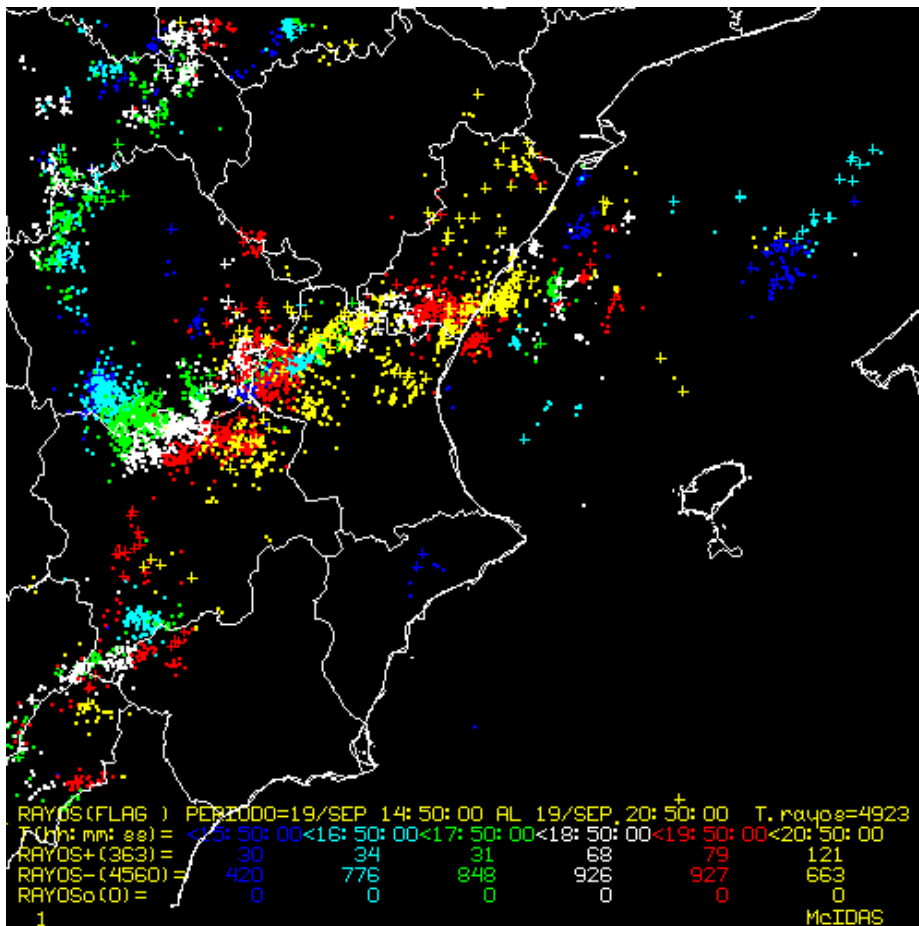 RAYOS(FLAG ) PERIODO=19/SEP 14:50:00 AL 19/SEP.20:50:00 T.rayos=4923
T(hh:mm:ss)= <15:50:00<16:50:00<17:50:00<18:50:00<19:50:00<20:50:00
RAYOS+(363)= 30 34 31 68 79 121
RAYOS-(4560)= 420 776 848 926 927 663
RAYOSo(0)= 0 0 0 0 0 0
1 McIDAS